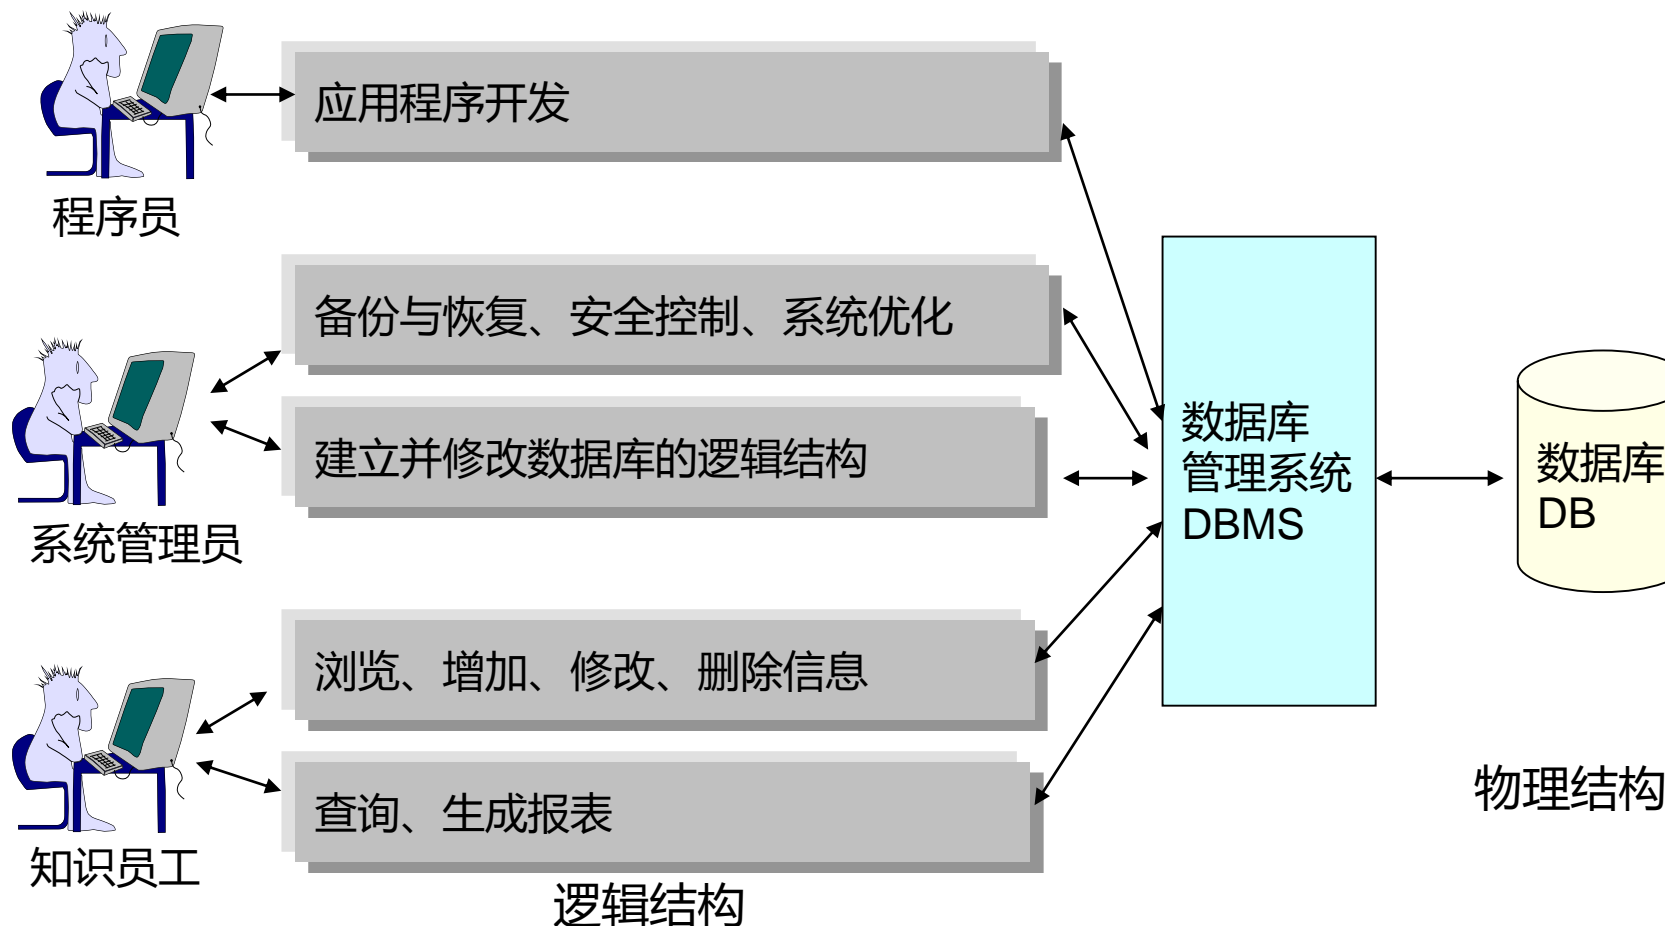 应用程序开发
程序员
备份与恢复、安全控制、系统优化
建立并修改数据库的逻辑结构
系统管理员
浏览、增加、修改、删除信息
查询、生成报表
知识员工
逻辑结构
数据库
管理系统
DBMS
数据库
DB
物理结构